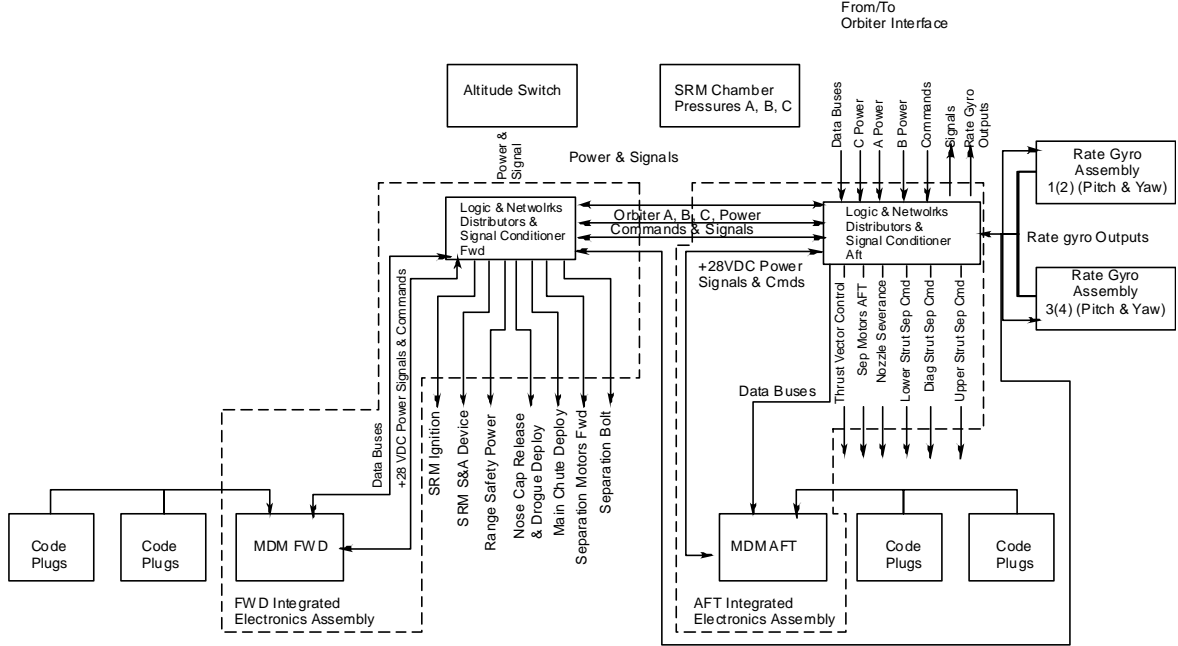 From/To
Orbiter Interface
Altitude Switch
SRM Chamber
Pressures A, B, C
Power &
Signal
Power & Signals
Data Buses
C Power
A Power
B Power
Commands
Signals
Rate Gyro
Outputs
Rate Gyro
Assembly
1(2) (Pitch & Yaw)
Logic & Netwolrks
Distributors &
Signal Conditioner
Fwd
Orbiter A, B, C, Power
Commands & Signals
Logic & Netwolrks
Distributors &
Signal Conditioner
Aft
Rate gyro Outputs
+28VDC Power
Signals & Cmds
Rate Gyro
Assembly
3(4) (Pitch & Yaw)
Data Buses
+28 VDC Power Signals & Commands
SRM Ignition
SRM S&A Device
Range Safety Power
Nose Cap Release
& Drogue Deploy
Main Chute Deploy
Separation Motors Fwd
Separation Bolt
Thrust Vector Control
Sep Motors AFT
Nozzle Severance
Lower Strut Sep Cmd
Diag Strut Sep Cmd
Upper Strut Sep Cmd
Data Buses
Code
Plugs
Code
Plugs
MDM FWD
MDM AFT
Code
Plugs
Code
Plugs
FWD Integrated
Electronics Assembly
AFT Integrated
Electronics Assembly